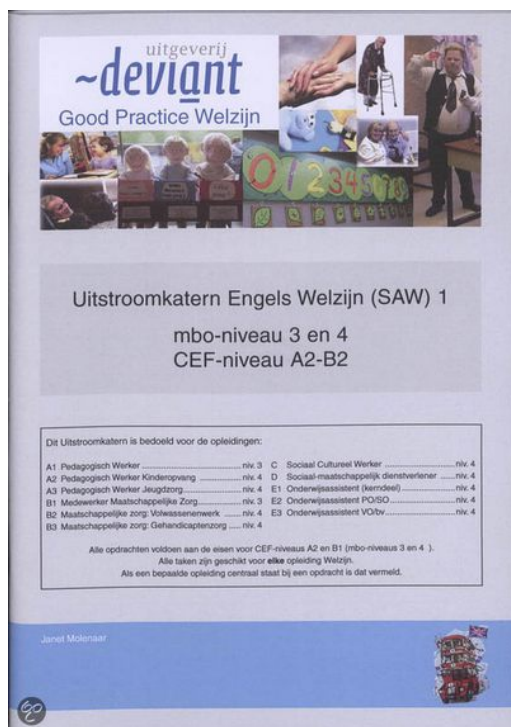 uitgeverij
~deviant
Good Practice Welzijn
0 1 2 3 4 5
Uitstroomkatern Engels Welzijn (SAW) 1
mbo-niveau 3 en 4
CEF-niveau A2-B2
Dit Uitstroomkatern is bedoeld voor de opleidingen:
A1 Pedagogisch Werker ... niv. 3
A2 Pedagogisch Werker Kinderopvang ... niv. 4
A3 Pedagogisch Werker Jeugdzorg ... niv. 4
B1 Medewerker Maatschappelijke Zorg ... niv. 3
B2 Maatschappelijke zorg: Volwassenenwerk ... niv. 4
B3 Maatschappelijke zorg: Gehandicaptenzorg ... niv. 4
C Sociaal Cultureel Werker ... niv. 4
D Sociaal-maatschappelijk dienstverlener ... niv. 4
E1 Onderwijsassistent (kerndeel) ... niv. 4
E2 Onderwijsassistent PO/SO ... niv. 4
E3 Onderwijsassistent VO/bv ... niv. 4
Alle opdrachten voldoen aan de eisen voor CEF-niveaus A2 en B1 (mbo-niveaus 3 en 4 ).
Alle taken zijn geschikt voor elke opleiding Welzijn.
Als een bepaalde opleiding centraal staat bij een opdracht is dat vermeld.
Janet Molenaar